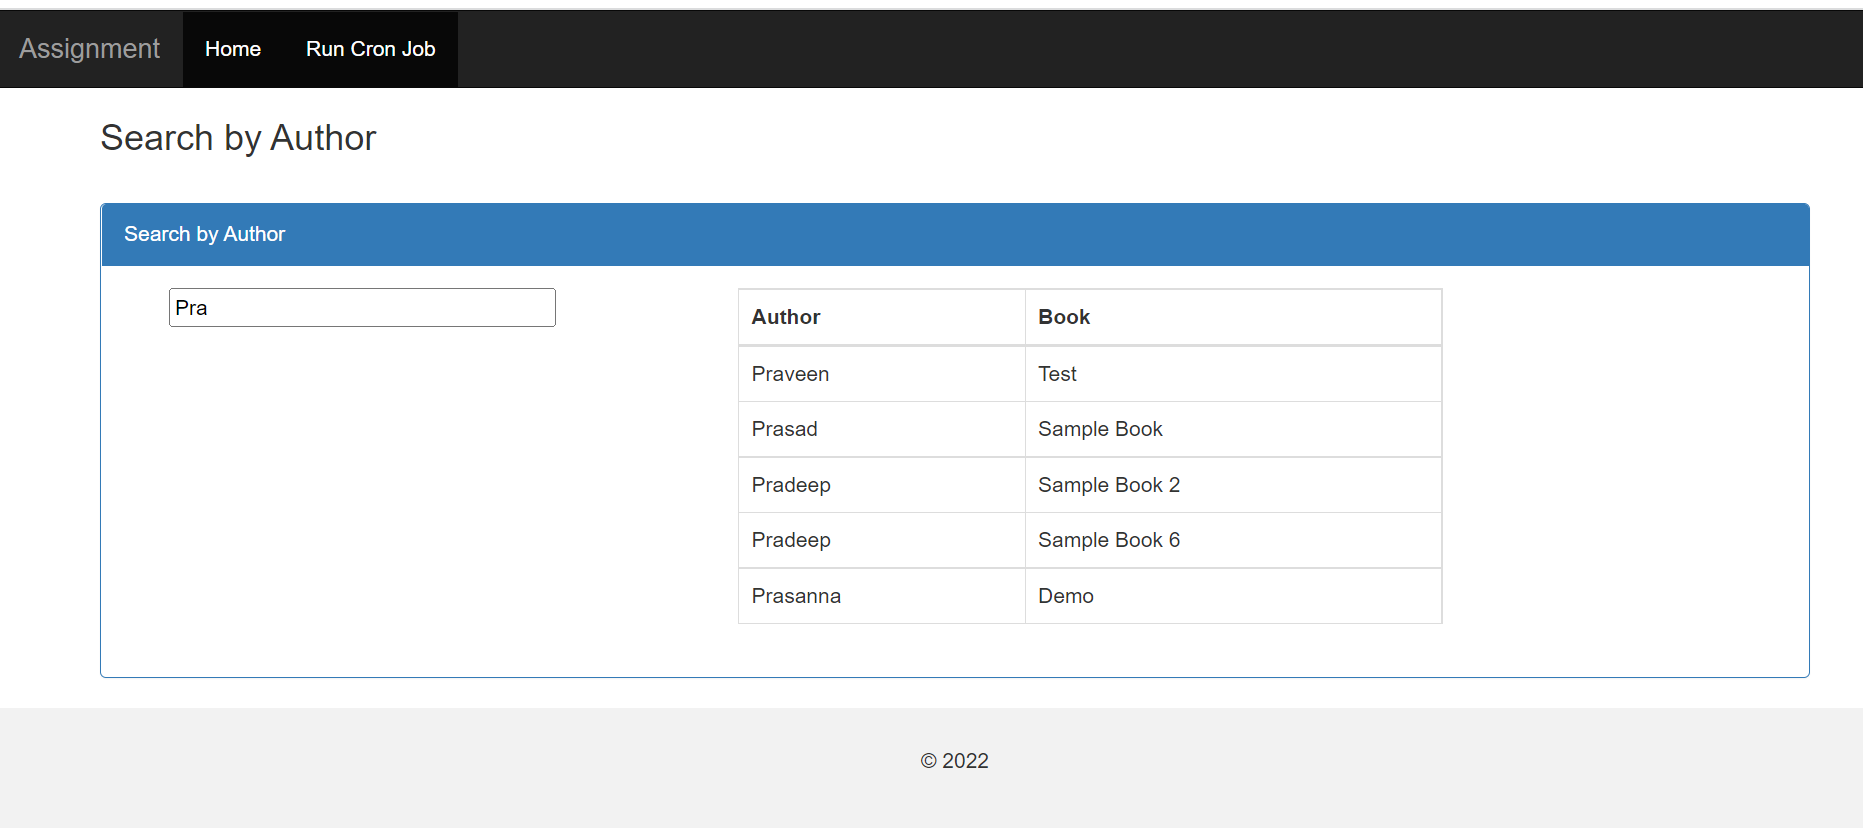 Assignment Home Run Cron Job
Search by Author
Search by Author
Pra
Author Book
Praveen Test
Prasad Sample Book
Pradeep Sample Book 2
Pradeep Sample Book 6
Prasanna Demo
© 2022